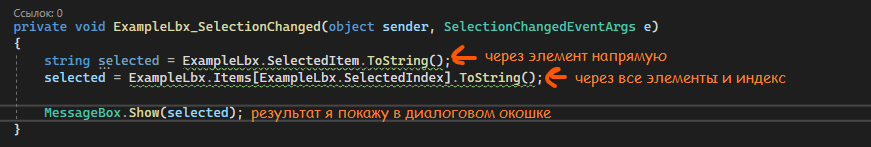 Ссылок: 0
private void ExampleLbx_SelectionChanged(object sender, SelectionChangedEventArgs e)
{
string selected = ExampleLbx.SelectedItem.ToString(); через элемент напрямую
selected = ExampleLbx.Items[ExampleLbx.SelectedIndex].ToString(); через все элементы и индекс
MessageBox.Show(selected); результат я покажу в диалоговом окошке
}